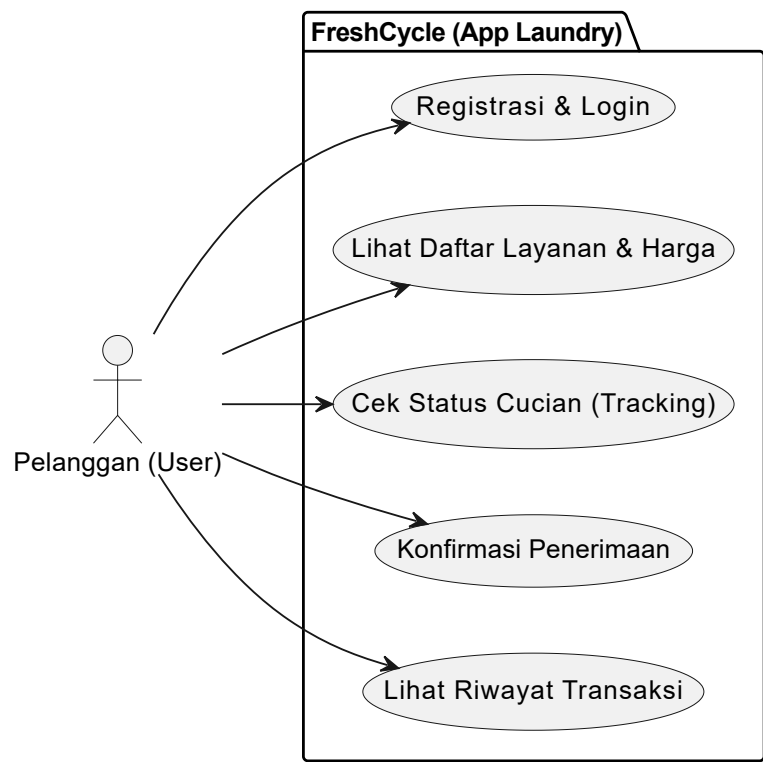 FreshCycle (App Laundry)
Registrasi & Login
Lihat Daftar Layanan & Harga
Cek Status Cucian (Tracking)
Pelanggan (User)
Konfirmasi Penerimaan
Lihat Riwayat Transaksi